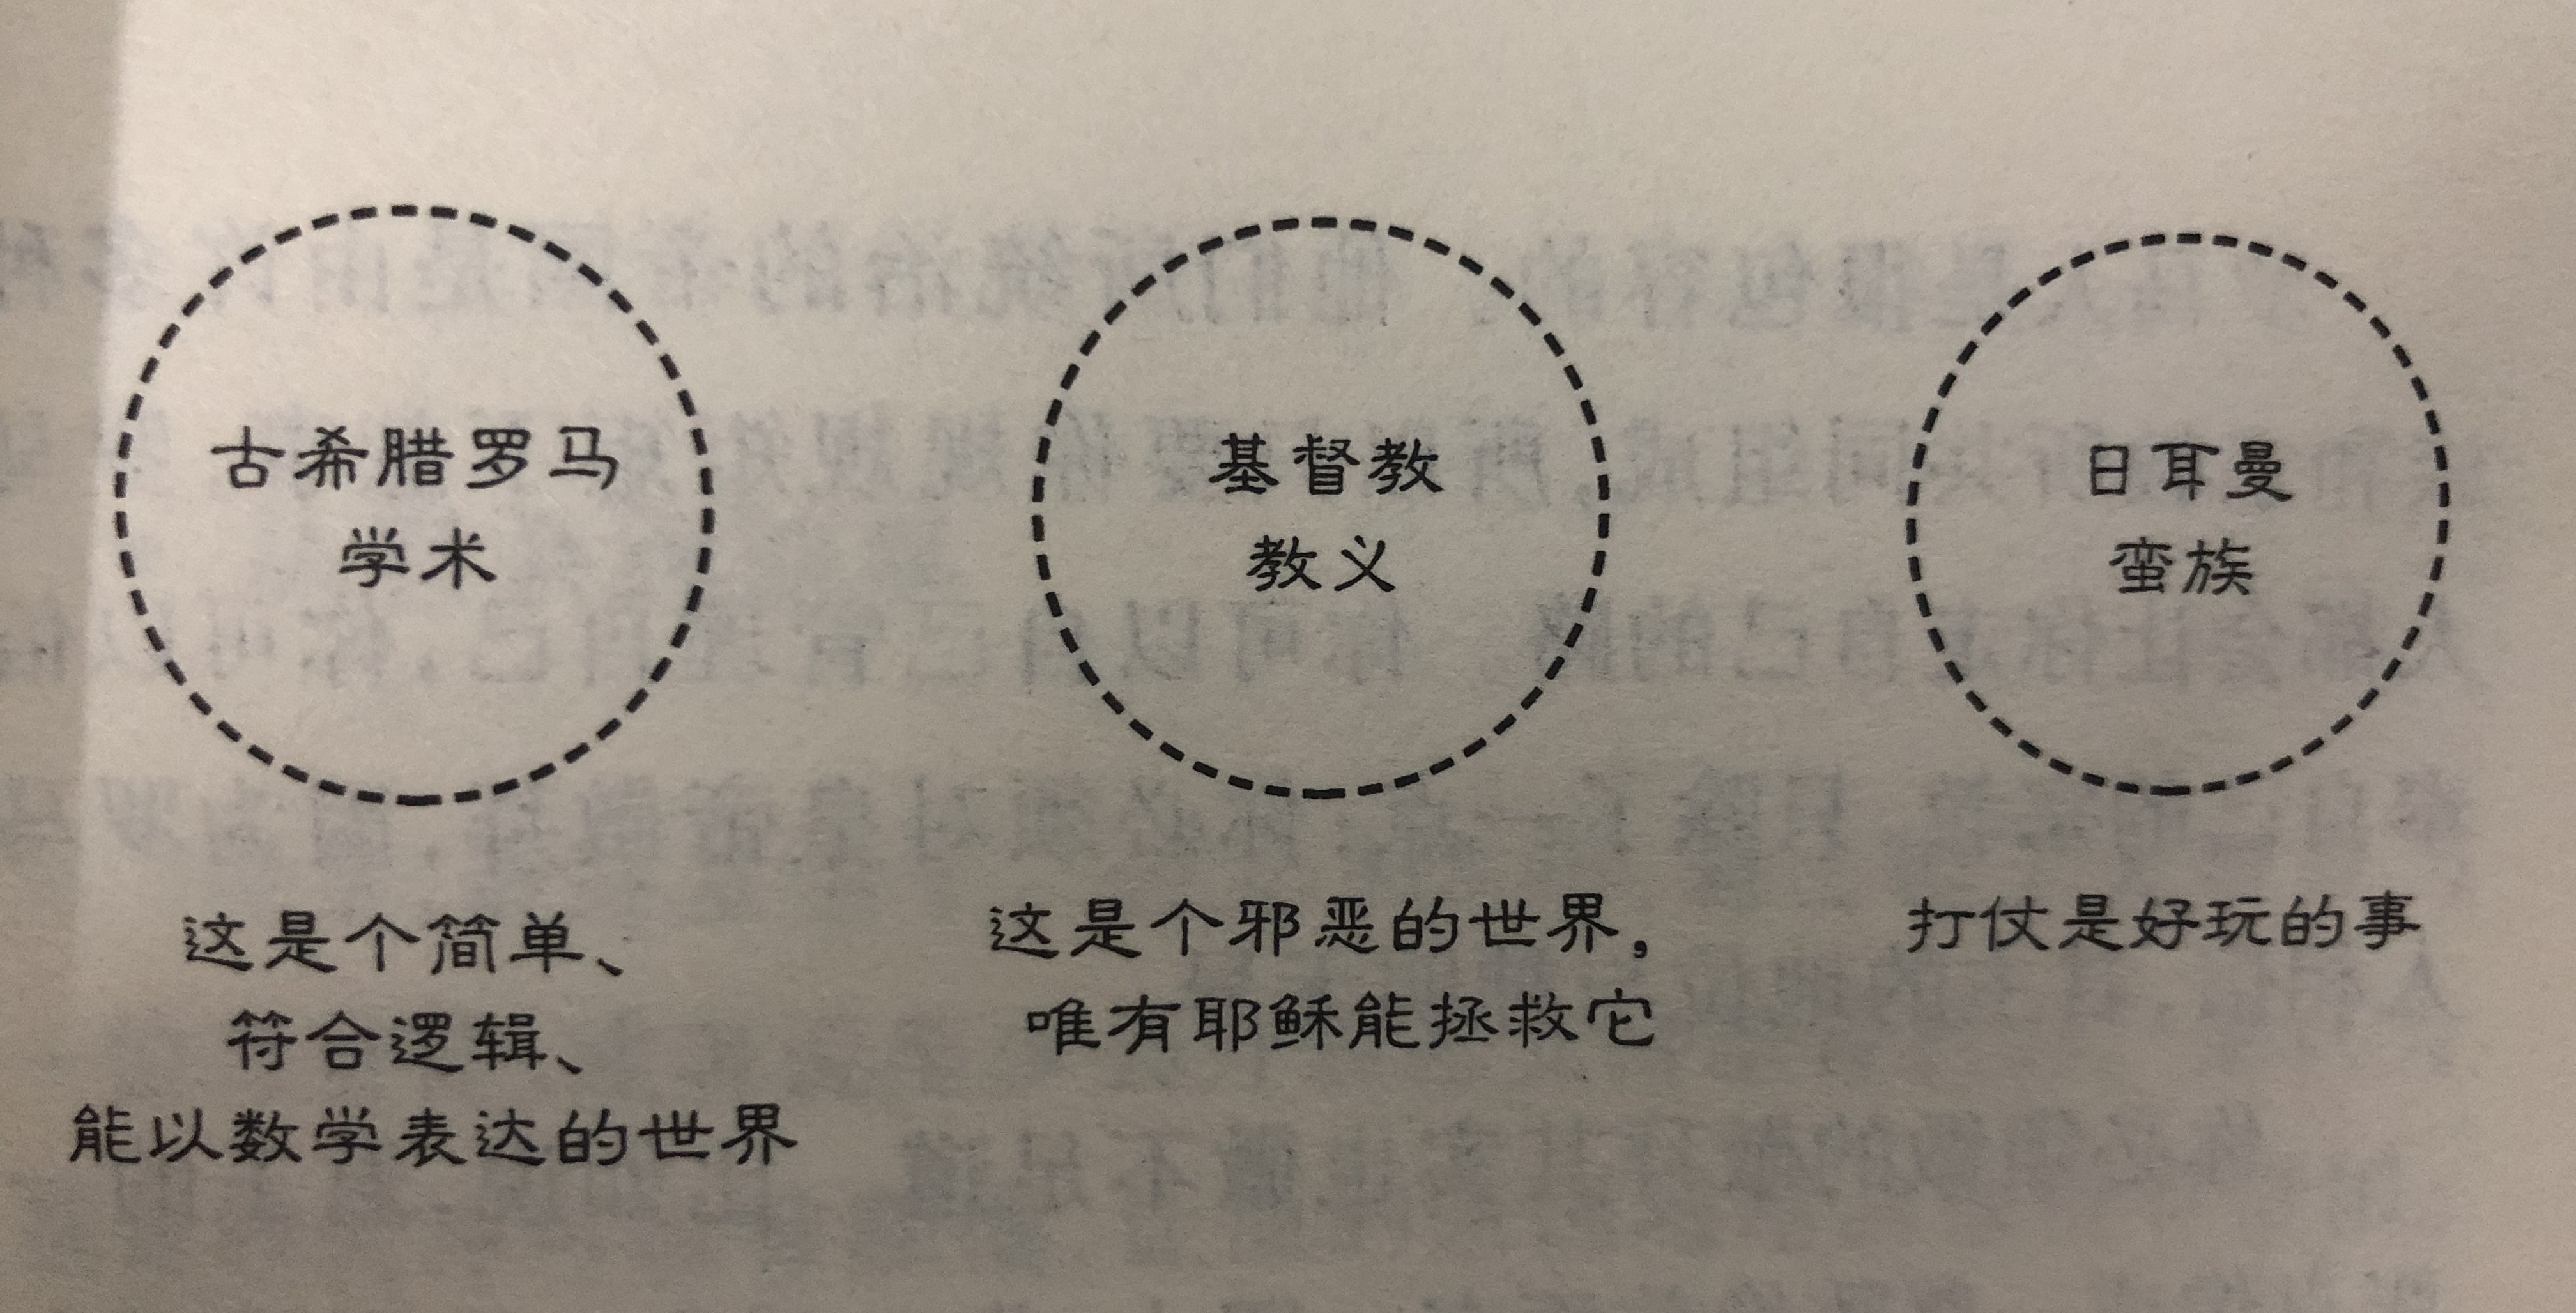 古希腊罗马
学术
基督教
教义
日耳曼
蛮族
这是个简单、
符合逻辑、
能以数学表达的世界
这是个邪恶的世界，
唯有耶稣能拯救它
打仗是好玩的事